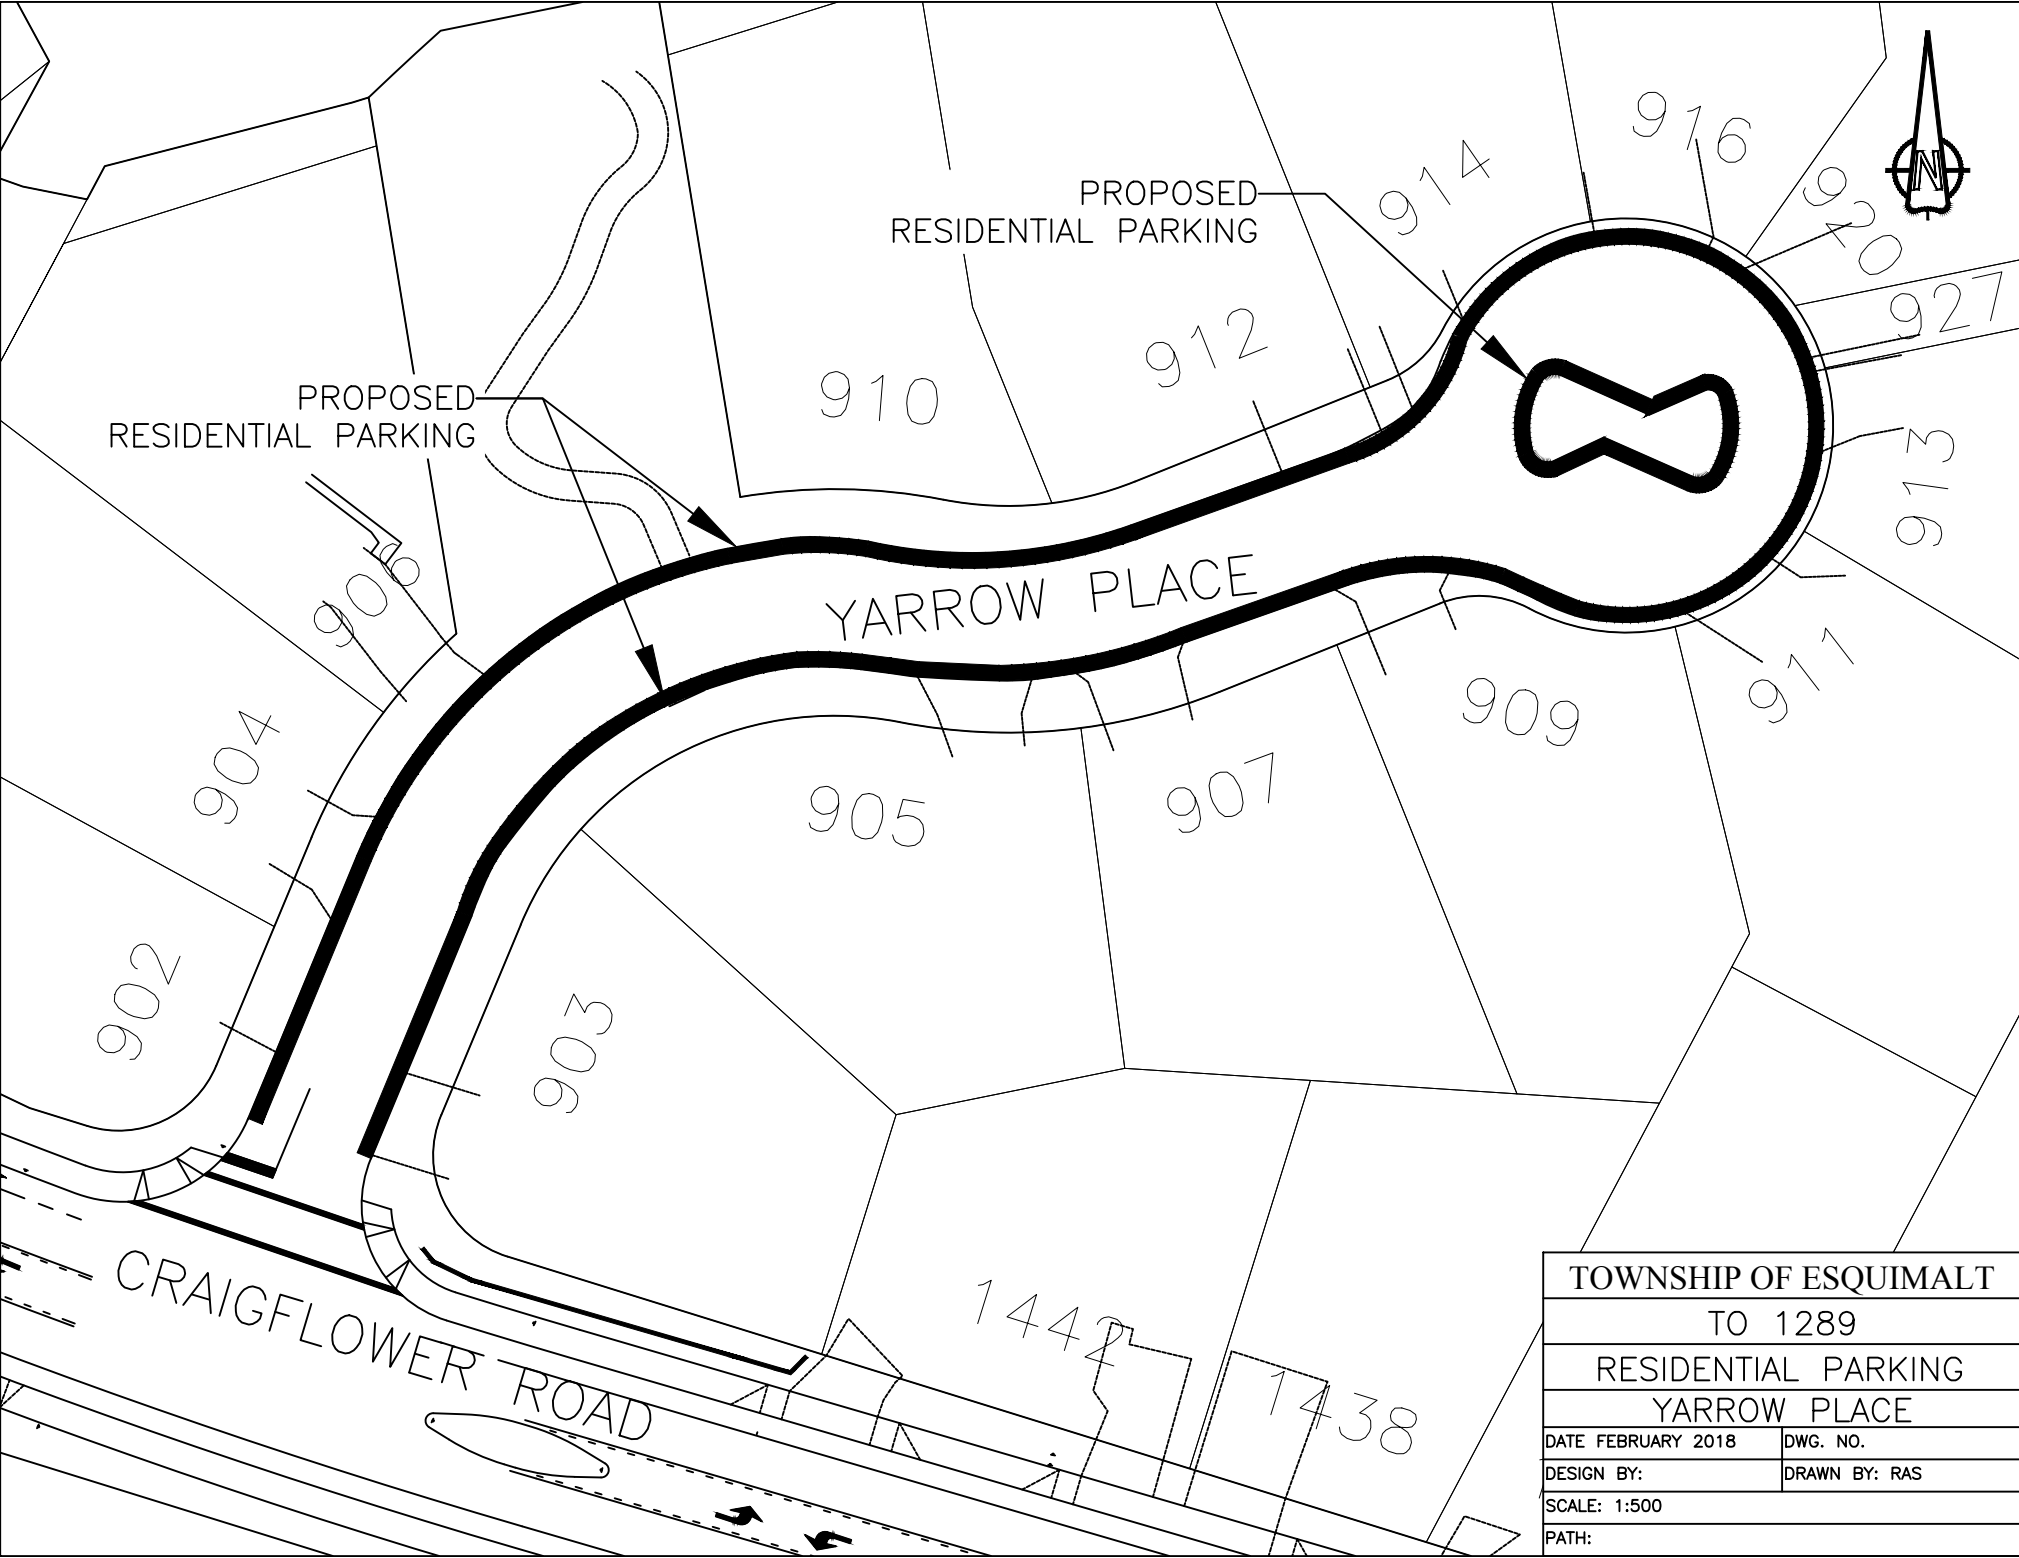 916
914
N
920
PROPOSED
RESIDENTIAL PARKING
927
912
910
PROPOSED
RESIDENTIAL PARKING
913
906
YARROW PLACE
911
909
904
905
907
902
903
CRAIGFLOWER ROAD
1442
1438
TOWNSHIP OF ESQUIMALT
TO 1289
RESIDENTIAL PARKING
YARROW PLACE
DATE FEBRUARY 2018
DWG. NO.
DESIGN BY:
DRAWN BY: RAS
SCALE: 1:500
PATH: